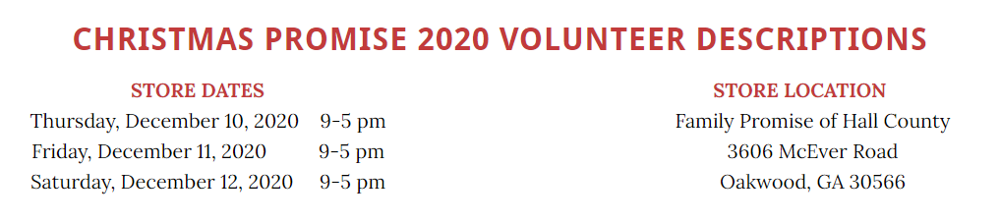 CHRISTMAS PROMISE 2020 VOLUNTEER DESCRIPTIONS
STORE DATES
Thursday, December 10, 2020 9-5 pm
Friday, December 11, 2020 9-5 pm
Saturday, December 12, 2020 9-5 pm
STORE LOCATION
Family Promise of Hall County
3606 McEver Road
Oakwood, GA 30566